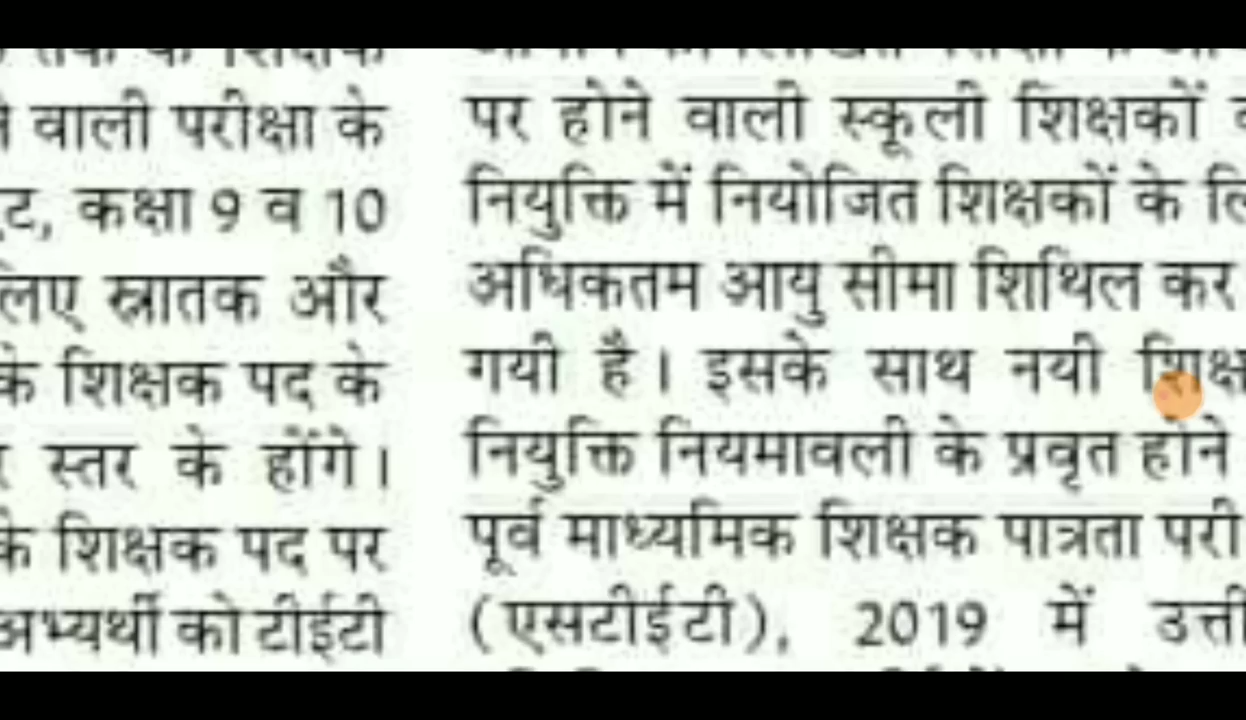 वाली परीक्षा के
कक्षा 9 व 10
स्नातक और
शिक्षक पद के
स्तर के होंगे।
शिक्षक पद पर
अभ्यर्थी को टीईटी
पर होने वाली स्कूली शिक्षकों
नियुक्ति में नियोजित शिक्षकों के
अधिकतम आयु सीमा शिथिल कर
गयी है। इसके साथ नयी
नियुक्ति नियमावली के प्रवृत होने
पूर्व माध्यमिक शिक्षक पात्रता
(एसटीईटी), 2019 में